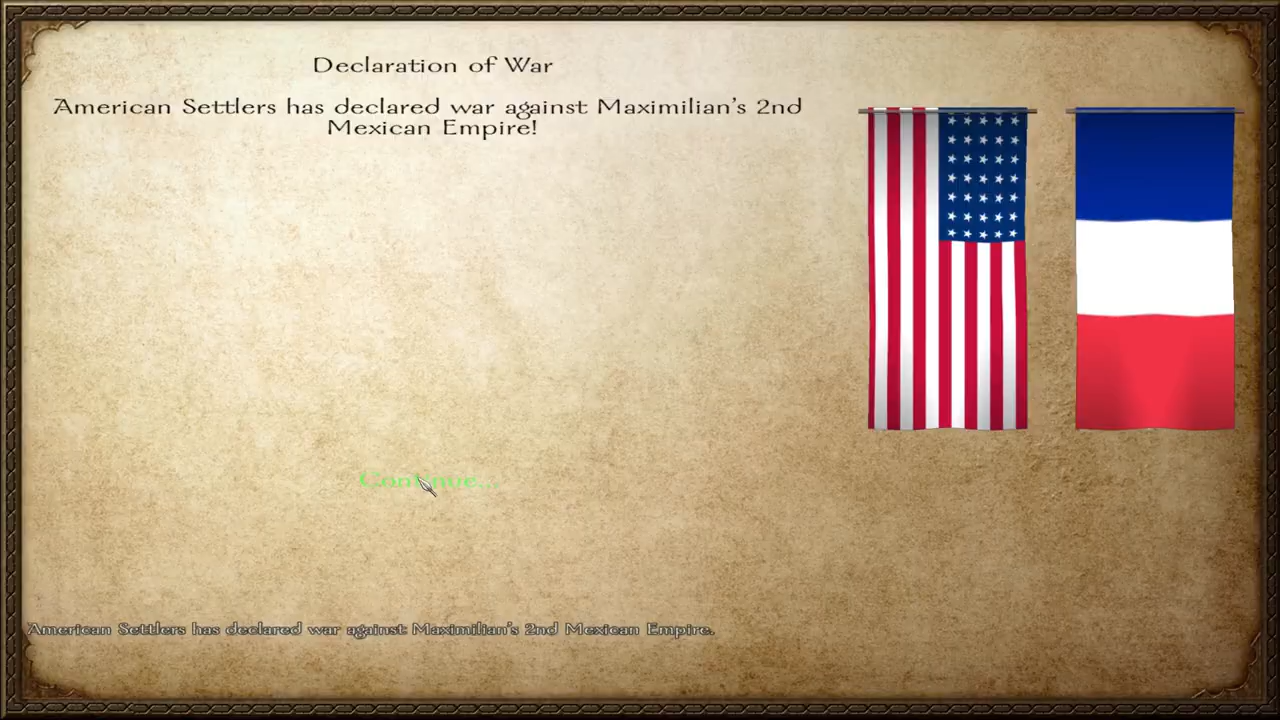 Declaration of War
American Settlers has declared war against Maximilian's 2nd
Mexican Empire!
Continue...
American Settlers has declared war against Maximilian's 2nd Mexican Empire.